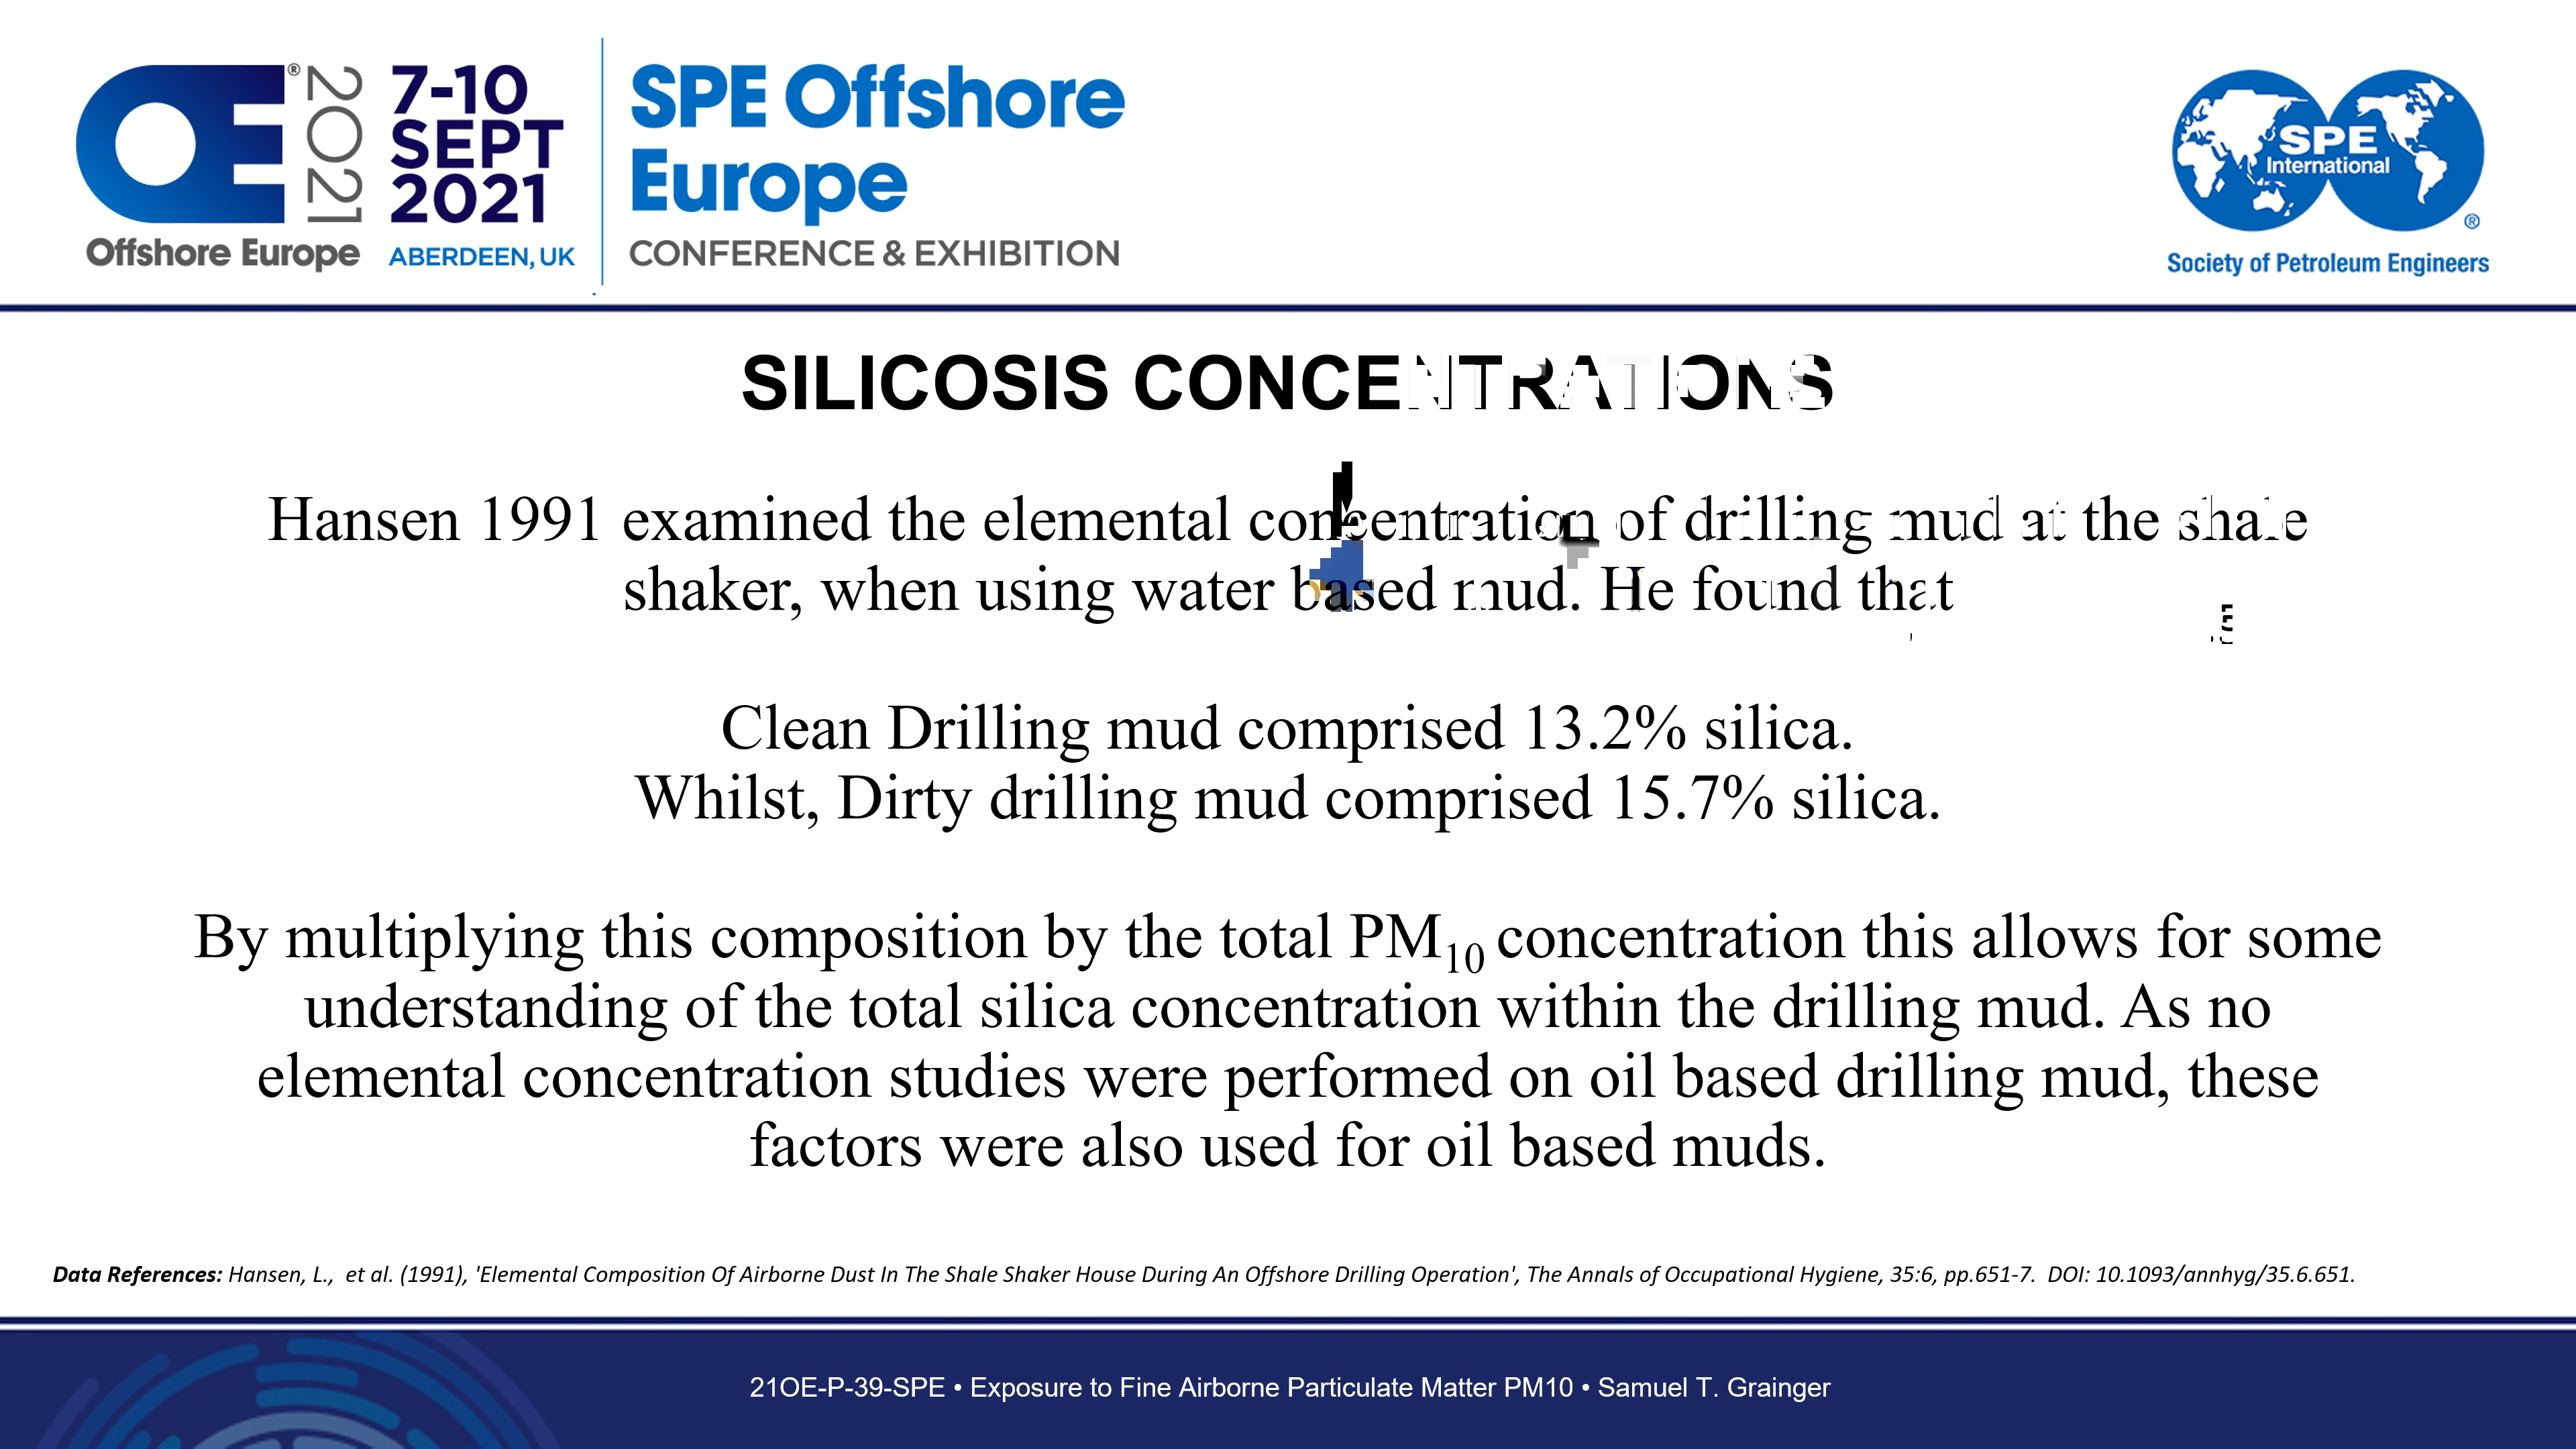 OE® 2021
Offshore Europe
7-10
SEPT
2021
ABERDEEN, UK
SPE Offshore
Europe
CONFERENCE & EXHIBITION
SPE
International
®
Society of Petroleum Engineers
SILICOSIS CONCENTRATIONS
Hansen 1991 examined the elemental concentration of drilling mud at the shale
shaker, when using water based mud. He found that
Clean Drilling mud comprised 13.2% silica.
Whilst, Dirty drilling mud comprised 15.7% silica.
By multiplying this composition by the total PM10 concentration this allows for some
understanding of the total silica concentration within the drilling mud. As no
elemental concentration studies were performed on oil based drilling mud, these
factors were also used for oil based muds.
Data References: Hansen, L., et al. (1991), 'Elemental Composition Of Airborne Dust In The Shale Shaker House During An Offshore Drilling Operation', The Annals of Occupational Hygiene, 35:6, pp.651-7. DOI: 10.1093/annhyg/35.6.651.
21OE-P-39-SPE • Exposure to Fine Airborne Particulate Matter PM10 • Samuel T. Grainger